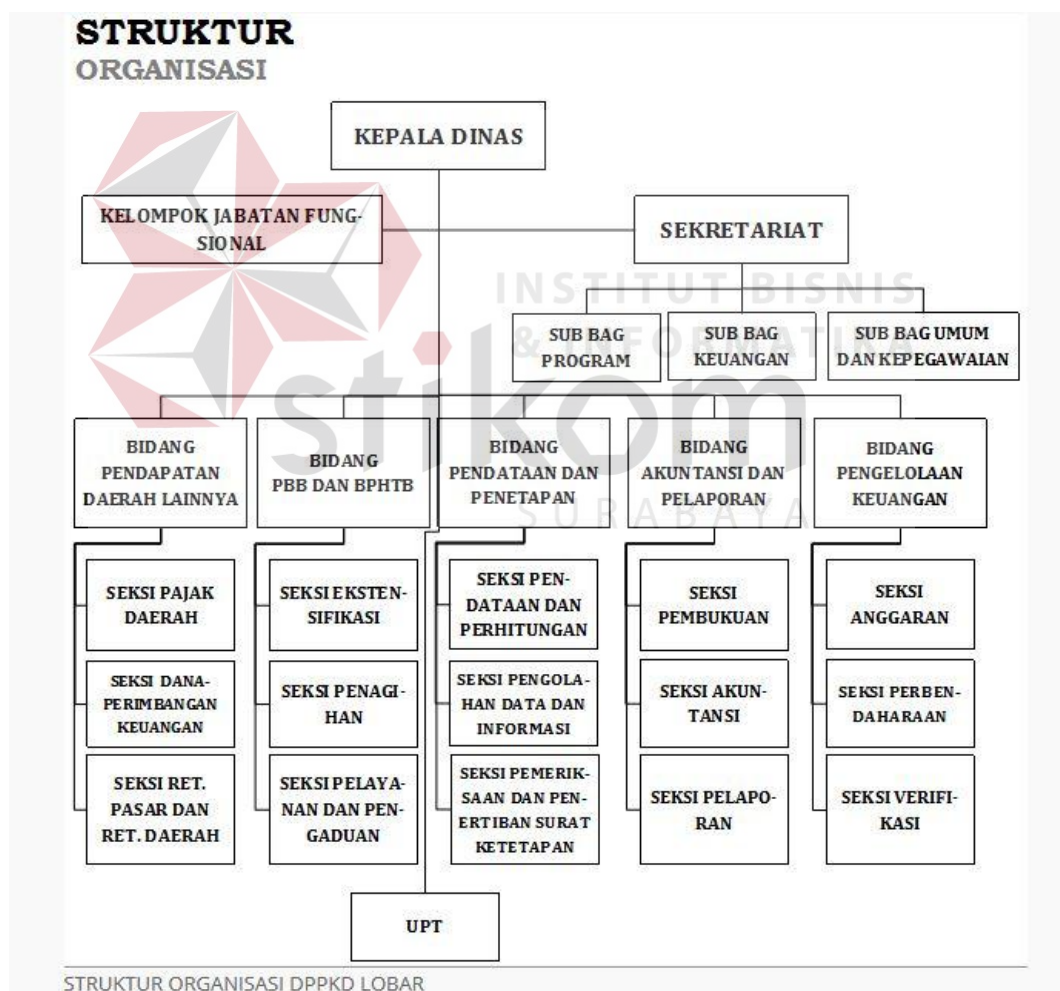 STRUKTUR
ORGANISASI
KEPALA DINAS
KELOMPOK JABATAN FUNG-
SIONAL
SEKRETARIAT
INSTITUT BISNIS
& INFORMATIKA
stikom
SURABAYA
SUB BAG
PROGRAM
SUB BAG
KEUANGAN
SUB BAG UMUM
DAN KEPEGAWAIAN
BIDANG
PENDAPATAN
DAERAH LAINNYA
BIDANG
PBB DAN BPHTB
BIDANG
PENDATAAN DAN
PENETAPAN
BIDANG
AKUNTANSI DAN
PELAPORAN
BIDANG
PENGELOLAAN
KEUANGAN
SEKSI PAJAK
DAERAH
SEKSI EKSTEN-
SIFIKASI
SEKSI PEN-
DATAAN DAN
PERHITUNGAN
SEKSI
PEMBUKUAN
SEKSI
ANGGARAN
SEKSI DANA-
PERIMBANGAN
KEUANGAN
SEKSI PENAGI-
HAN
SEKSI PENGOLA-
HAN DATA DAN
INFORMASI
SEKSI AKUN-
TANSI
SEKSI PERBEN-
DAHARAAN
SEKSI RET.
PASAR DAN
RET. DAERAH
SEKSI PELAYA-
NAN DAN PEN-
GADUAN
SEKSI PEMERIK-
SAAN DAN PEN-
ERTIBAN SURAT
KETETAPAN
SEKSI PELAPO-
RAN
SEKSI VERIFI-
KASI
UPT
STRUKTUR ORGANISASI DPPKD LOBAR